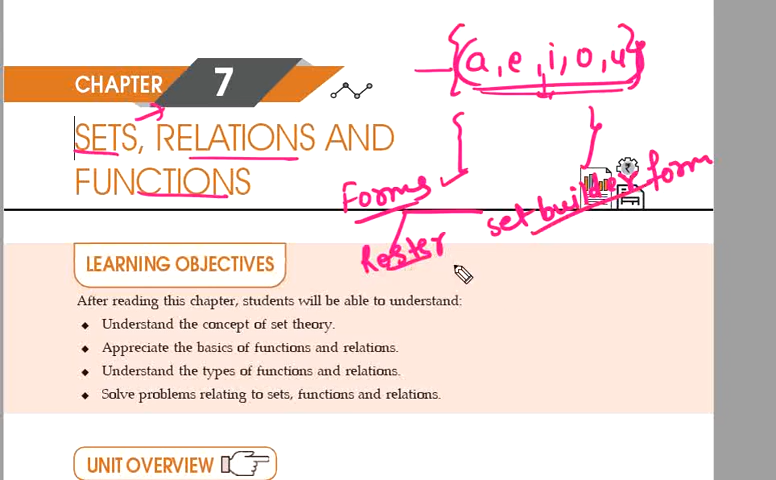 {a, e, i, o, u}
CHAPTER 7
SETS, RELATIONS AND
FUNCTIONS
{ }
Forms
set builder form
Roster
LEARNING OBJECTIVES
After reading this chapter, students will be able to understand:
◆ Understand the concept of set theory.
◆ Appreciate the basics of functions and relations.
◆ Understand the types of functions and relations.
◆ Solve problems relating to sets, functions and relations.
UNIT OVERVIEW